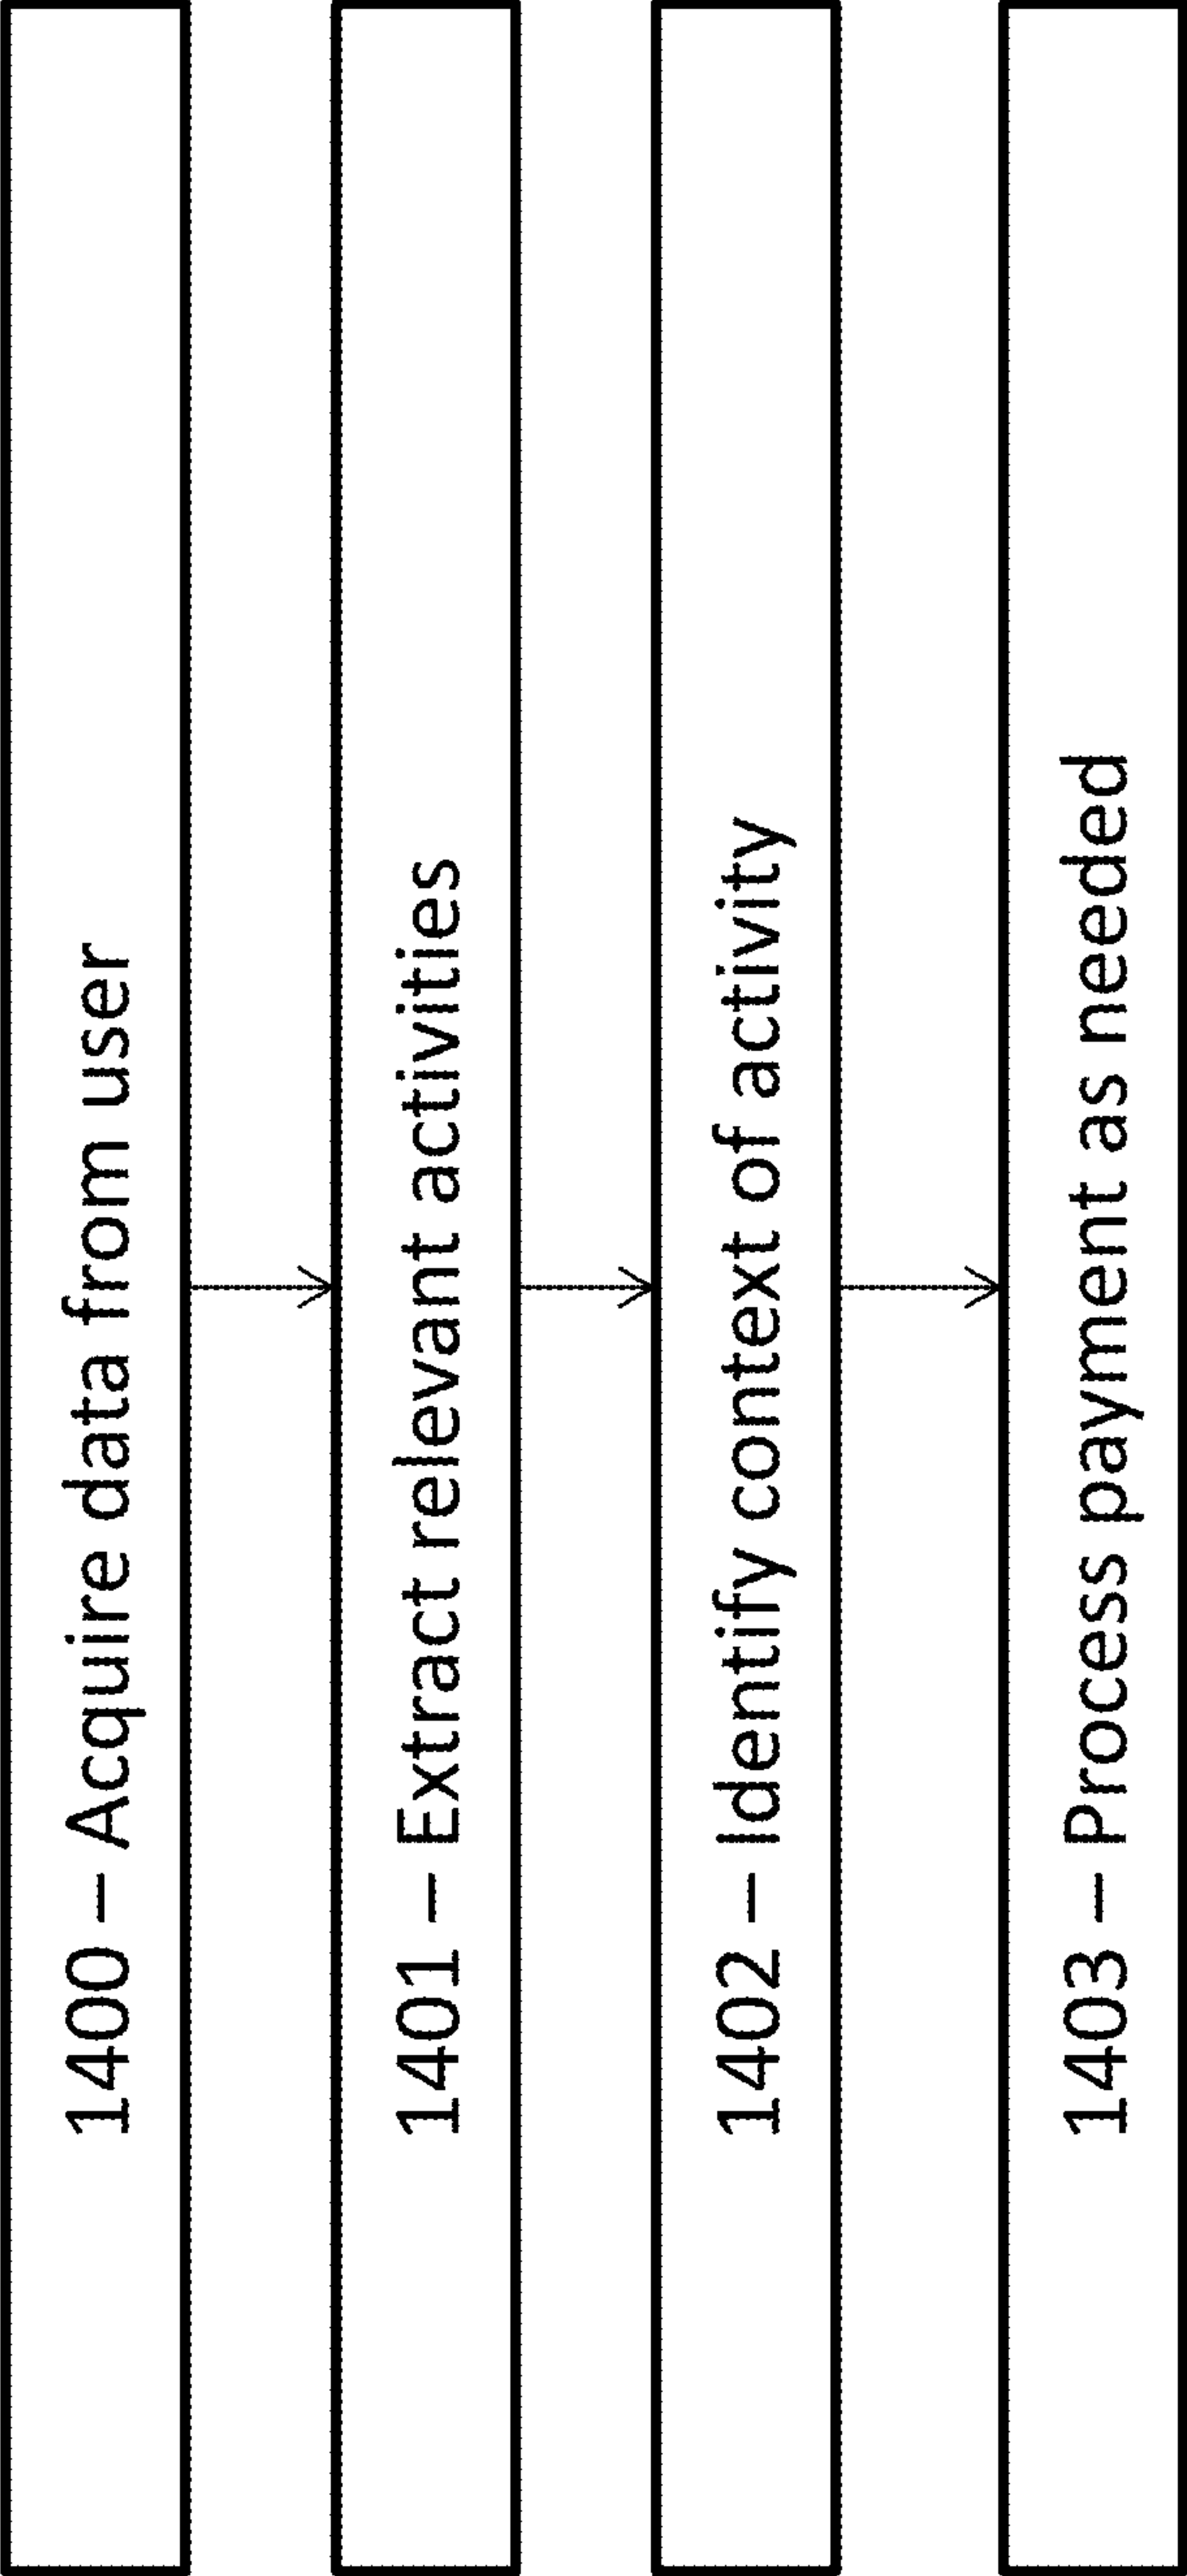 1400 – Acquire data from user
1401 – Extract relevant activities
1402 – Identify context of activity
1403 – Process payment as needed